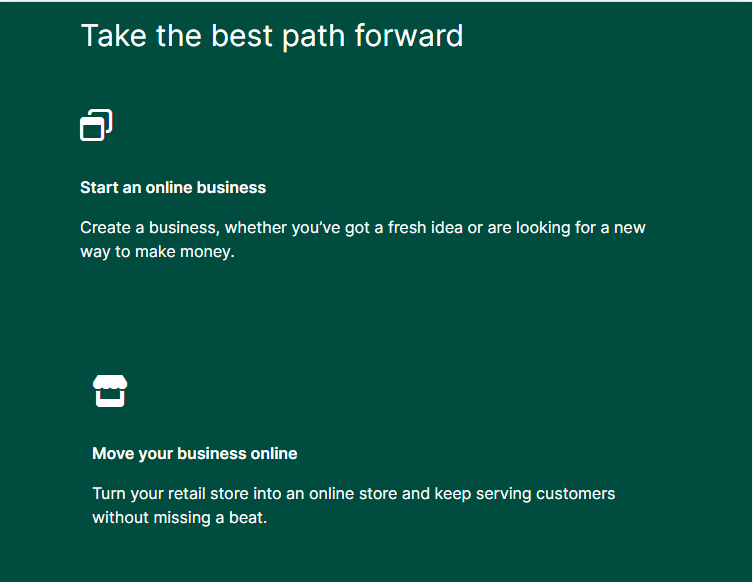 Take the best path forward
Start an online business
Create a business, whether you’ve got a fresh idea or are looking for a new
way to make money.
Move your business online
Turn your retail store into an online store and keep serving customers
without missing a beat.